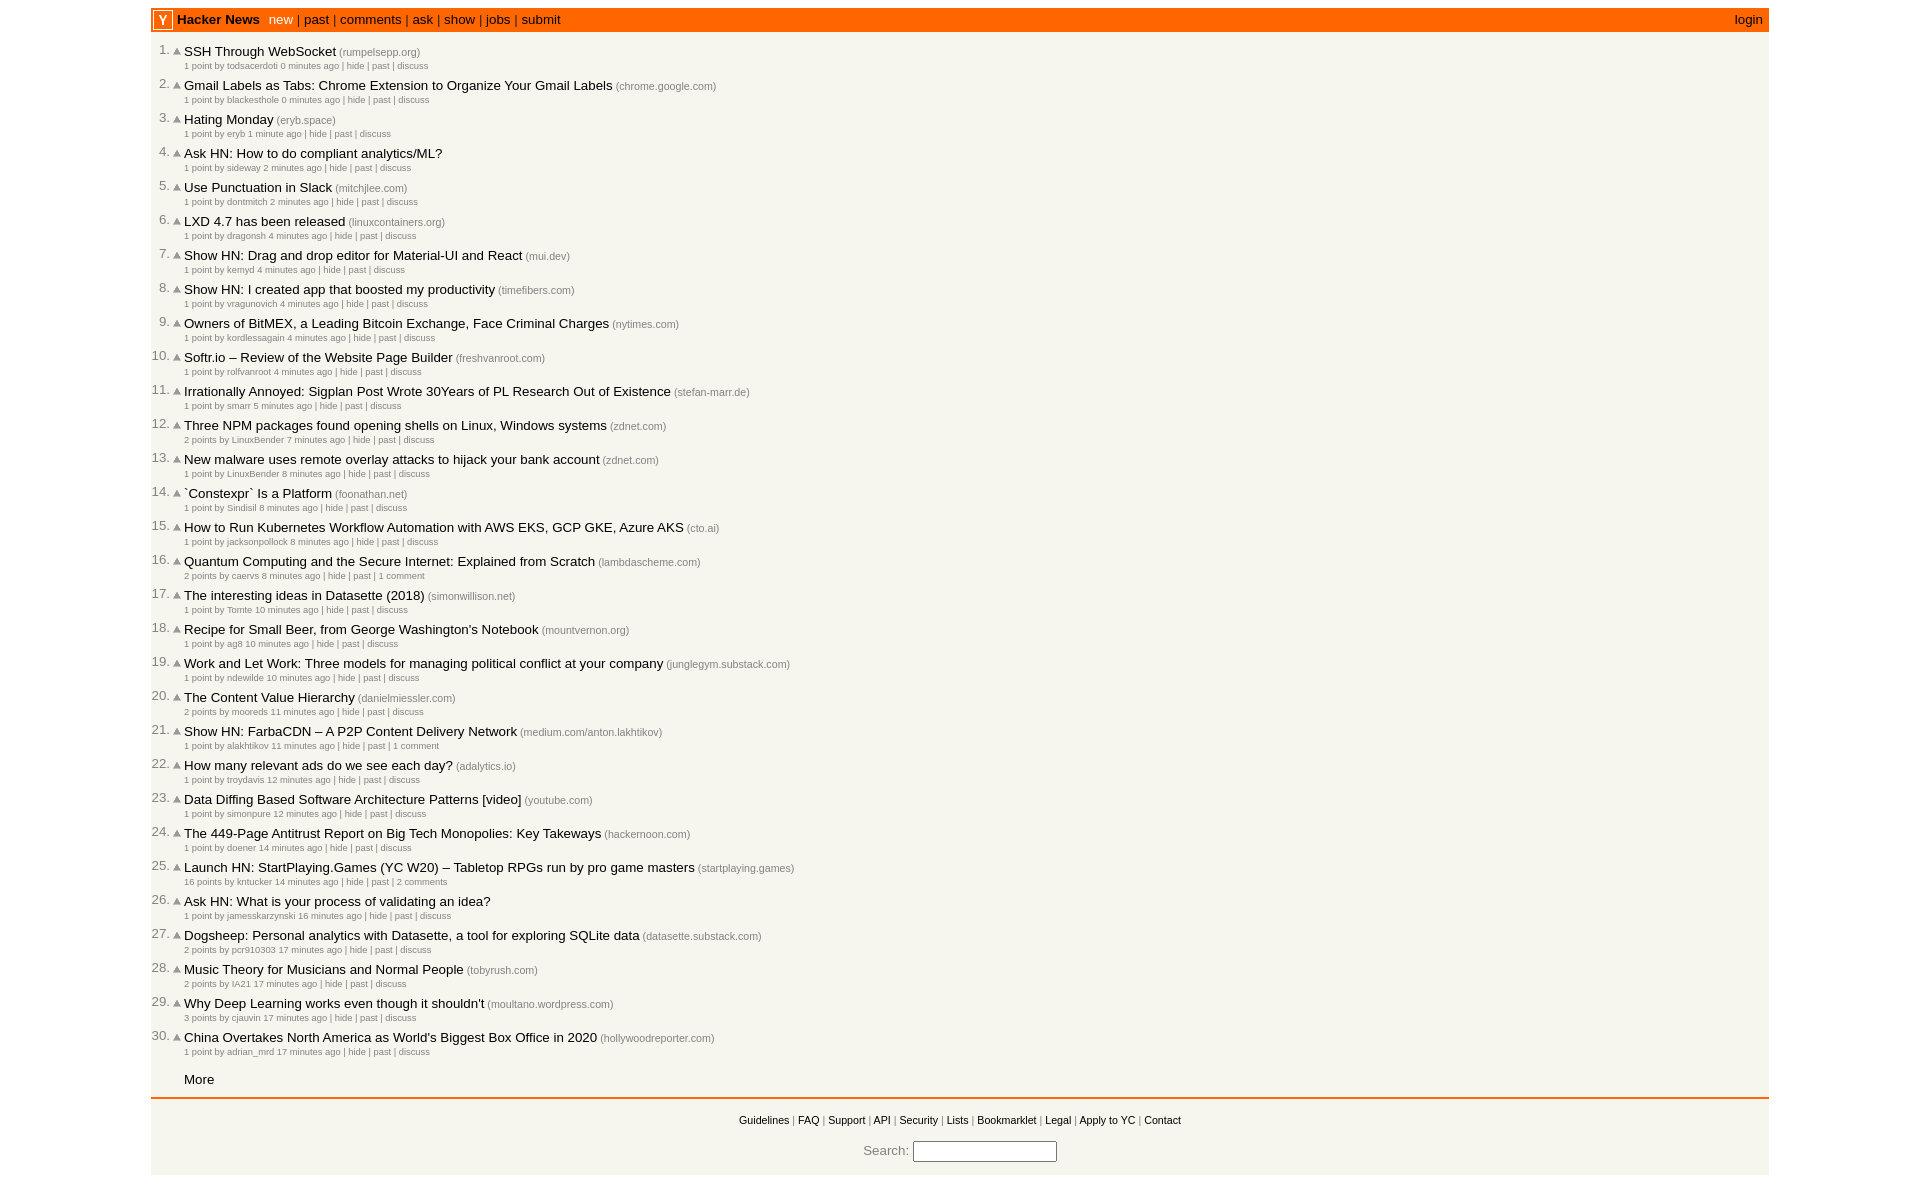 Y Hacker News new | past | comments | ask | show | jobs | submit login
1. SSH Through WebSocket (rumpelsepp.org)
1 point by todsacerdoti 0 minutes ago | hide | past | discuss
2. Gmail Labels as Tabs: Chrome Extension to Organize Your Gmail Labels (chrome.google.com)
1 point by blackesthole 0 minutes ago | hide | past | discuss
3. Hating Monday (eryb.space)
1 point by eryb 1 minute ago | hide | past | discuss
4. Ask HN: How to do compliant analytics/ML?
1 point by sideway 2 minutes ago | hide | past | discuss
5. Use Punctuation in Slack (mitchjlee.com)
1 point by dontmitch 2 minutes ago | hide | past | discuss
6. LXD 4.7 has been released (linuxcontainers.org)
1 point by dragonsh 4 minutes ago | hide | past | discuss
7. Show HN: Drag and drop editor for Material-UI and React (mui.dev)
1 point by kemyd 4 minutes ago | hide | past | discuss
8. Show HN: I created app that boosted my productivity (timefibers.com)
1 point by vragunovich 4 minutes ago | hide | past | discuss
9. Owners of BitMEX, a Leading Bitcoin Exchange, Face Criminal Charges (nytimes.com)
1 point by kordlessagain 4 minutes ago | hide | past | discuss
10. Softr.io – Review of the Website Page Builder (freshvanroot.com)
1 point by rolfvanroot 4 minutes ago | hide | past | discuss
11. Irrationally Annoyed: Sigplan Post Wrote 30Years of PL Research Out of Existence (stefan-marr.de)
1 point by smarr 5 minutes ago | hide | past | discuss
12. Three NPM packages found opening shells on Linux, Windows systems (zdnet.com)
2 points by LinuxBender 7 minutes ago | hide | past | discuss
13. New malware uses remote overlay attacks to hijack your bank account (zdnet.com)
1 point by LinuxBender 8 minutes ago | hide | past | discuss
14. `Constexpr` Is a Platform (foonathan.net)
1 point by Sindisil 8 minutes ago | hide | past | discuss
15. How to Run Kubernetes Workflow Automation with AWS EKS, GCP GKE, Azure AKS (cto.ai)
1 point by jacksonpollock 8 minutes ago | hide | past | discuss
16. Quantum Computing and the Secure Internet: Explained from Scratch (lambdascheme.com)
2 points by caervs 8 minutes ago | hide | past | 1 comment
17. The interesting ideas in Datasette (2018) (simonwillison.net)
1 point by Tomte 10 minutes ago | hide | past | discuss
18. Recipe for Small Beer, from George Washington's Notebook (mountvernon.org)
1 point by ag8 10 minutes ago | hide | past | discuss
19. Work and Let Work: Three models for managing political conflict at your company (junglegym.substack.com)
1 point by ndewilde 10 minutes ago | hide | past | discuss
20. The Content Value Hierarchy (danielmiessler.com)
2 points by mooreds 11 minutes ago | hide | past | discuss
21. Show HN: FarbaCDN – A P2P Content Delivery Network (medium.com/anton.lakhtikov)
1 point by alakhtikov 11 minutes ago | hide | past | 1 comment
22. How many relevant ads do we see each day? (adalytics.io)
1 point by troydavis 12 minutes ago | hide | past | discuss
23. Data Diffing Based Software Architecture Patterns [video] (youtube.com)
1 point by simonpure 12 minutes ago | hide | past | discuss
24. The 449-Page Antitrust Report on Big Tech Monopolies: Key Takeways (hackernoon.com)
1 point by doener 14 minutes ago | hide | past | discuss
25. Launch HN: StartPlaying.Games (YC W20) – Tabletop RPGs run by pro game masters (startplaying.games)
16 points by kntucker 14 minutes ago | hide | past | 2 comments
26. Ask HN: What is your process of validating an idea?
1 point by jamesskarzynski 16 minutes ago | hide | past | discuss
27. Dogsheep: Personal analytics with Datasette, a tool for exploring SQLite data (datasette.substack.com)
2 points by pcr910303 17 minutes ago | hide | past | discuss
28. Music Theory for Musicians and Normal People (tobyrush.com)
2 points by IA21 17 minutes ago | hide | past | discuss
29. Why Deep Learning works even though it shouldn't (moultano.wordpress.com)
3 points by cjauvin 17 minutes ago | hide | past | discuss
30. China Overtakes North America as World's Biggest Box Office in 2020 (hollywoodreporter.com)
1 point by adrian_mrd 17 minutes ago | hide | past | discuss
More
Guidelines | FAQ | Support | API | Security | Lists | Bookmarklet | Legal | Apply to YC | Contact
Search: